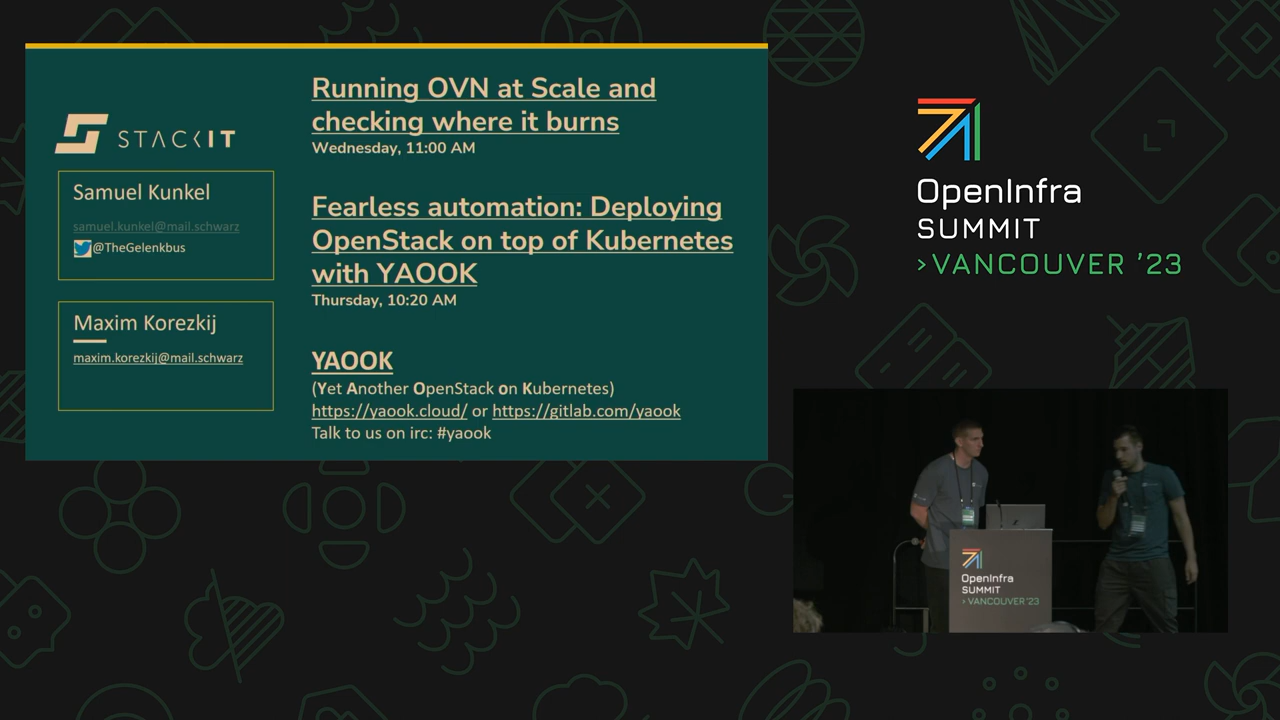 STACKIT
Samuel Kunkel
samuel.kunkel@mail.schwarz
@TheGelenkbus
Maxim Korezkij
maxim.korezkij@mail.schwarz
Running OVN at Scale and
checking where it burns
Wednesday, 11:00 AM
Fearless automation: Deploying
OpenStack on top of Kubernetes
with YAOOK
Thursday, 10:20 AM
YAOOK
(Yet Another OpenStack on Kubernetes)
https://yaook.cloud/ or https://gitlab.com/yaook
Talk to us on irc: #yaook
OpenInfra
SUMMIT
>VANCOUVER '23
OpenInfra
SUMMIT
>VANCOUVER '23